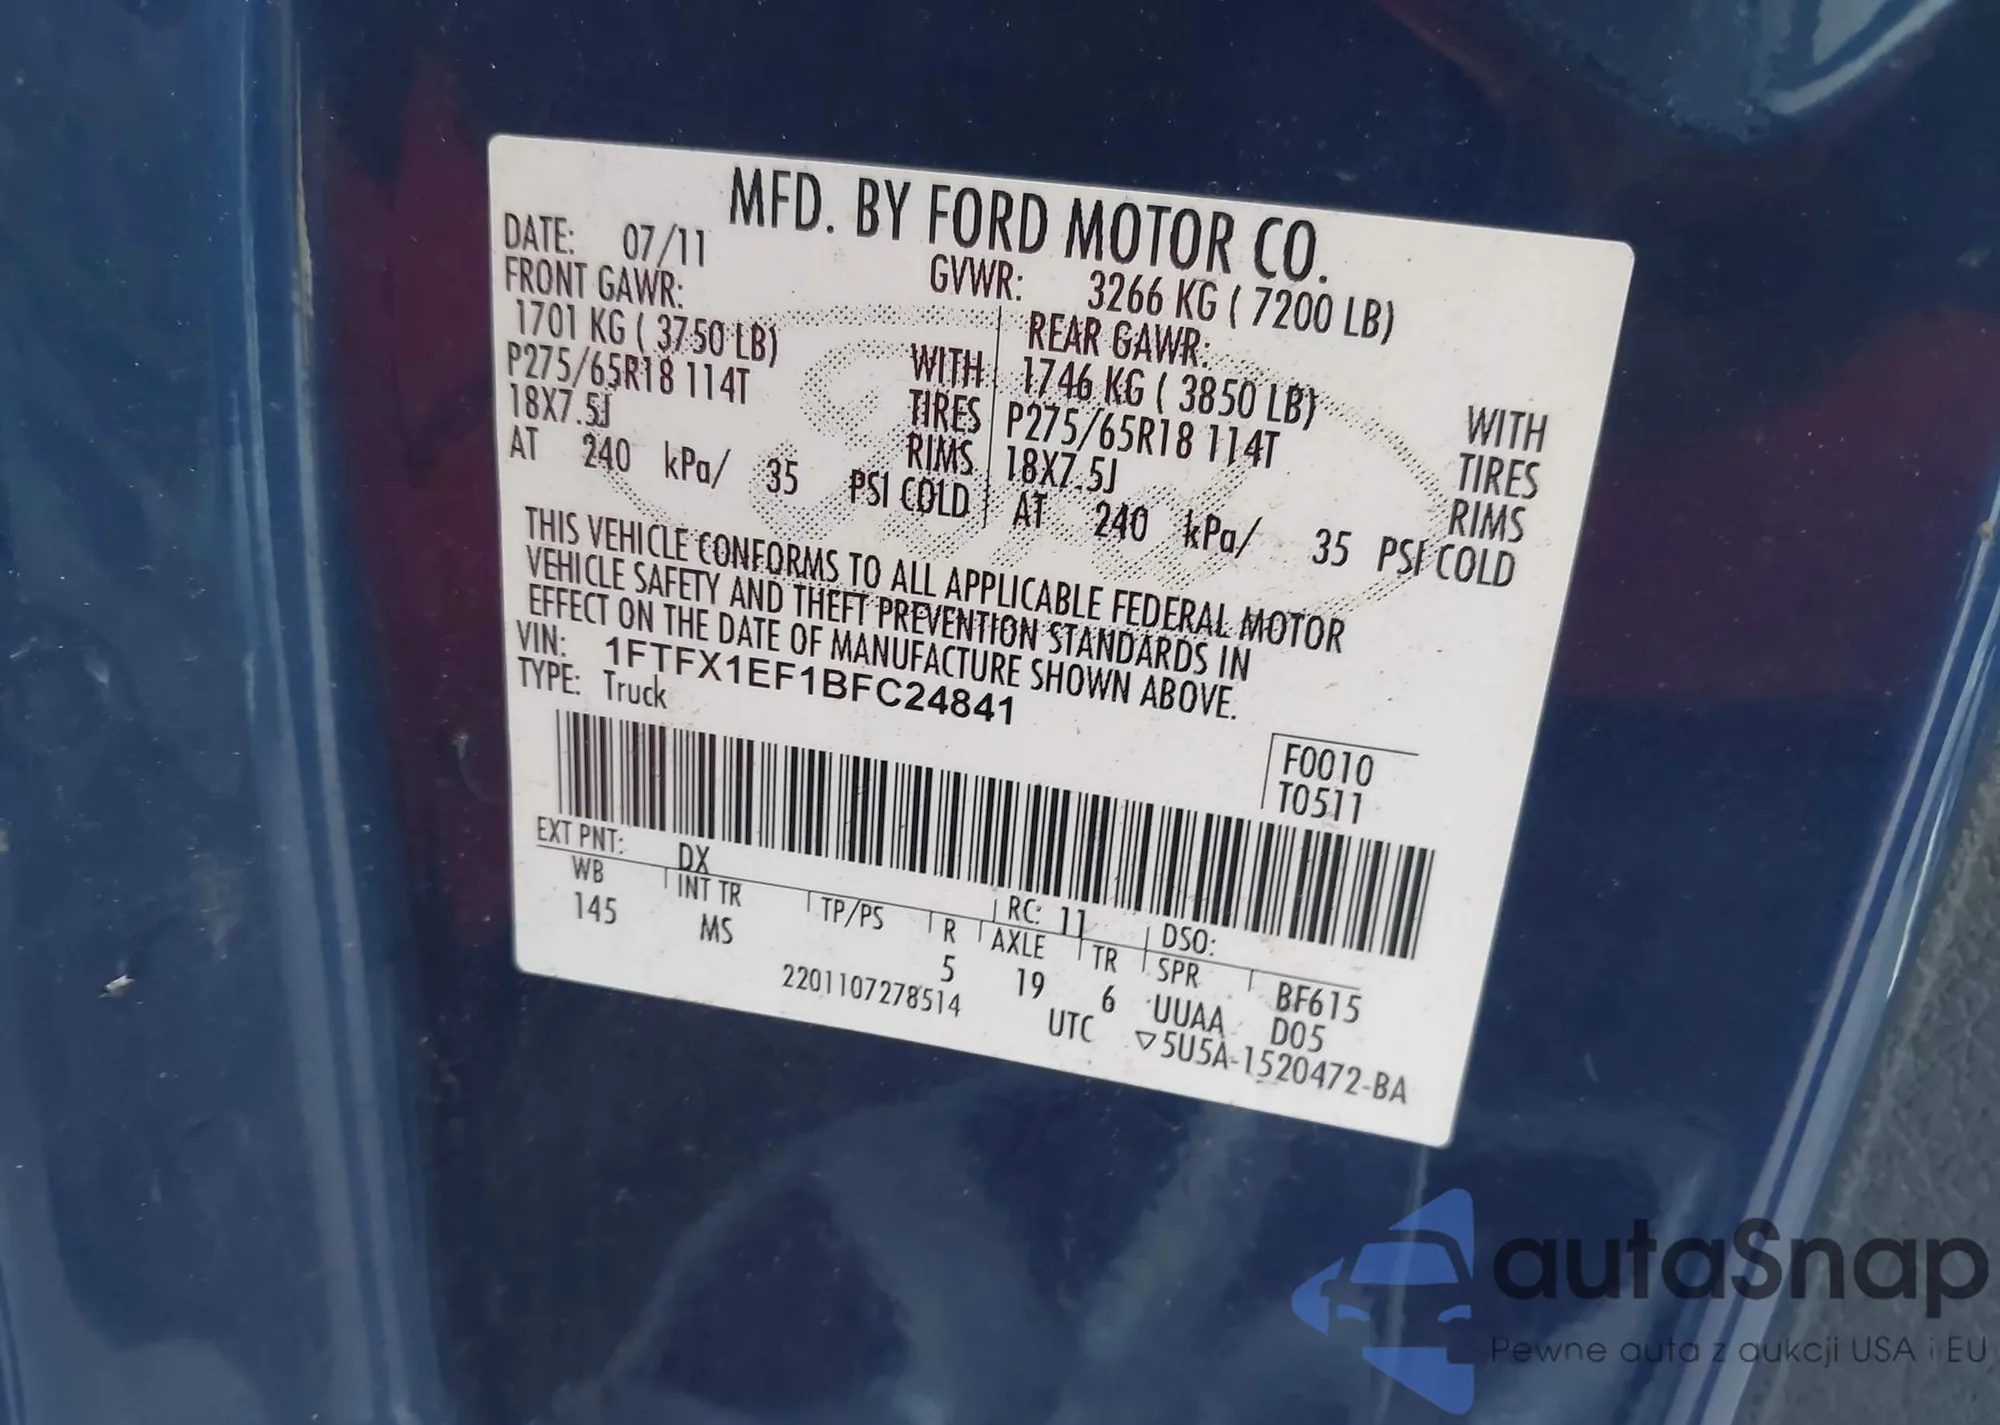 MFD. BY FORD MOTOR CO.
DATE: 07/11 GVWR: 3266 KG ( 7200 LB)
FRONT GAWR: REAR GAWR:
1701 KG ( 3750 LB) WITH 1746 KG ( 3850 LB) WITH
P275/65R18 114T TIRES P275/65R18 114T TIRES
18X7.5J RIMS 18X7.5J RIMS
AT 240 kPa/ 35 PSI COLD AT 240 kPa/ 35 PSI COLD
THIS VEHICLE CONFORMS TO ALL APPLICABLE FEDERAL MOTOR
VEHICLE SAFETY AND THEFT PREVENTION STANDARDS IN
EFFECT ON THE DATE OF MANUFACTURE SHOWN ABOVE.
VIN: 1FTFX1EF1BFC24841
TYPE: Truck
F0010
T0511
EXT PNT: DX RC: 11 DSO:
WB INT TR TP/PS R AXLE TR SPR BF615
145 MS 5 19 6 UUAA D05
2201107278514 UTC ▽5U5A-1520472-BA
autaSnap
Pewne auta z aukcji USA i EU